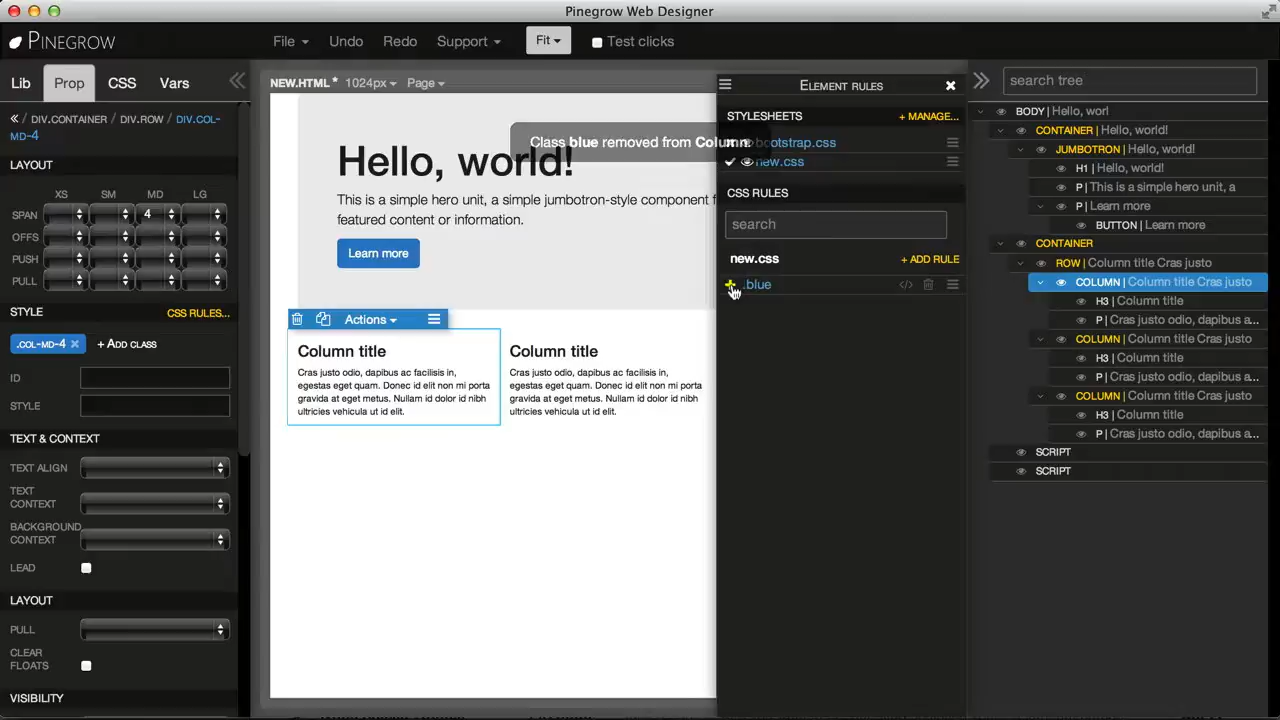 Pinegrow Web Designer
PINEGROW
File
Undo
Redo
Support
Fit
Test clicks
Lib
Prop
CSS
Vars
/ DIV.CONTAINER / DIV.ROW / DIV.COL-
MD-4
LAYOUT
XS SM MD LG
SPAN 4
OFFS
PUSH
PULL
STYLE CSS RULES...
.COL-MD-4 × + ADD CLASS
ID
STYLE
TEXT & CONTEXT
TEXT ALIGN
TEXT
CONTEXT
BACKGROUND
CONTEXT
LEAD
LAYOUT
PULL
CLEAR
FLOATS
VISIBILITY
NEW.HTML * 1024px Page
Class blue removed from Column.
Hello, world!
This is a simple hero unit, a simple jumbotron-style component f
featured content or information.
Learn more
Actions
Column title
Cras justo odio, dapibus ac facilisis in,
egestas eget quam. Donec id elit non mi porta
gravida at eget metus. Nullam id dolor id nibh
ultricies vehicula ut id elit.
Column title
Cras justo odio, dapibus ac facilisis in,
egestas eget quam. Donec id elit non mi porta
gravida at eget metus. Nullam id dolor id nibh
ultricies vehicula ut id elit.
ELEMENT RULES
STYLESHEETS + MANAGE...
otstrap.css
new.css
CSS RULES
search
new.css + ADD RULE
.blue
search tree
BODY | Hello, worl
CONTAINER | Hello, world!
JUMBOTRON | Hello, world!
H1 | Hello, world!
P | This is a simple hero unit, a
P | Learn more
BUTTON | Learn more
CONTAINER
ROW | Column title Cras justo
COLUMN | Column title Cras justo
H3 | Column title
P | Cras justo odio, dapibus a...
COLUMN | Column title Cras justo
H3 | Column title
P | Cras justo odio, dapibus a...
COLUMN | Column title Cras justo
H3 | Column title
P | Cras justo odio, dapibus a...
SCRIPT
SCRIPT